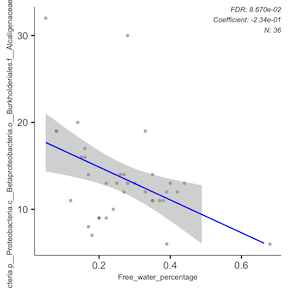 FDR: 8.670e-02
Coefficient: -2.34e-01
N: 36
cteria.p__Proteobacteria.c__Betaproteobacteria.o__Burkholderiales.f__Alcaligenaceae
30
20
10
0.2 0.4 0.6
Free_water_percentage